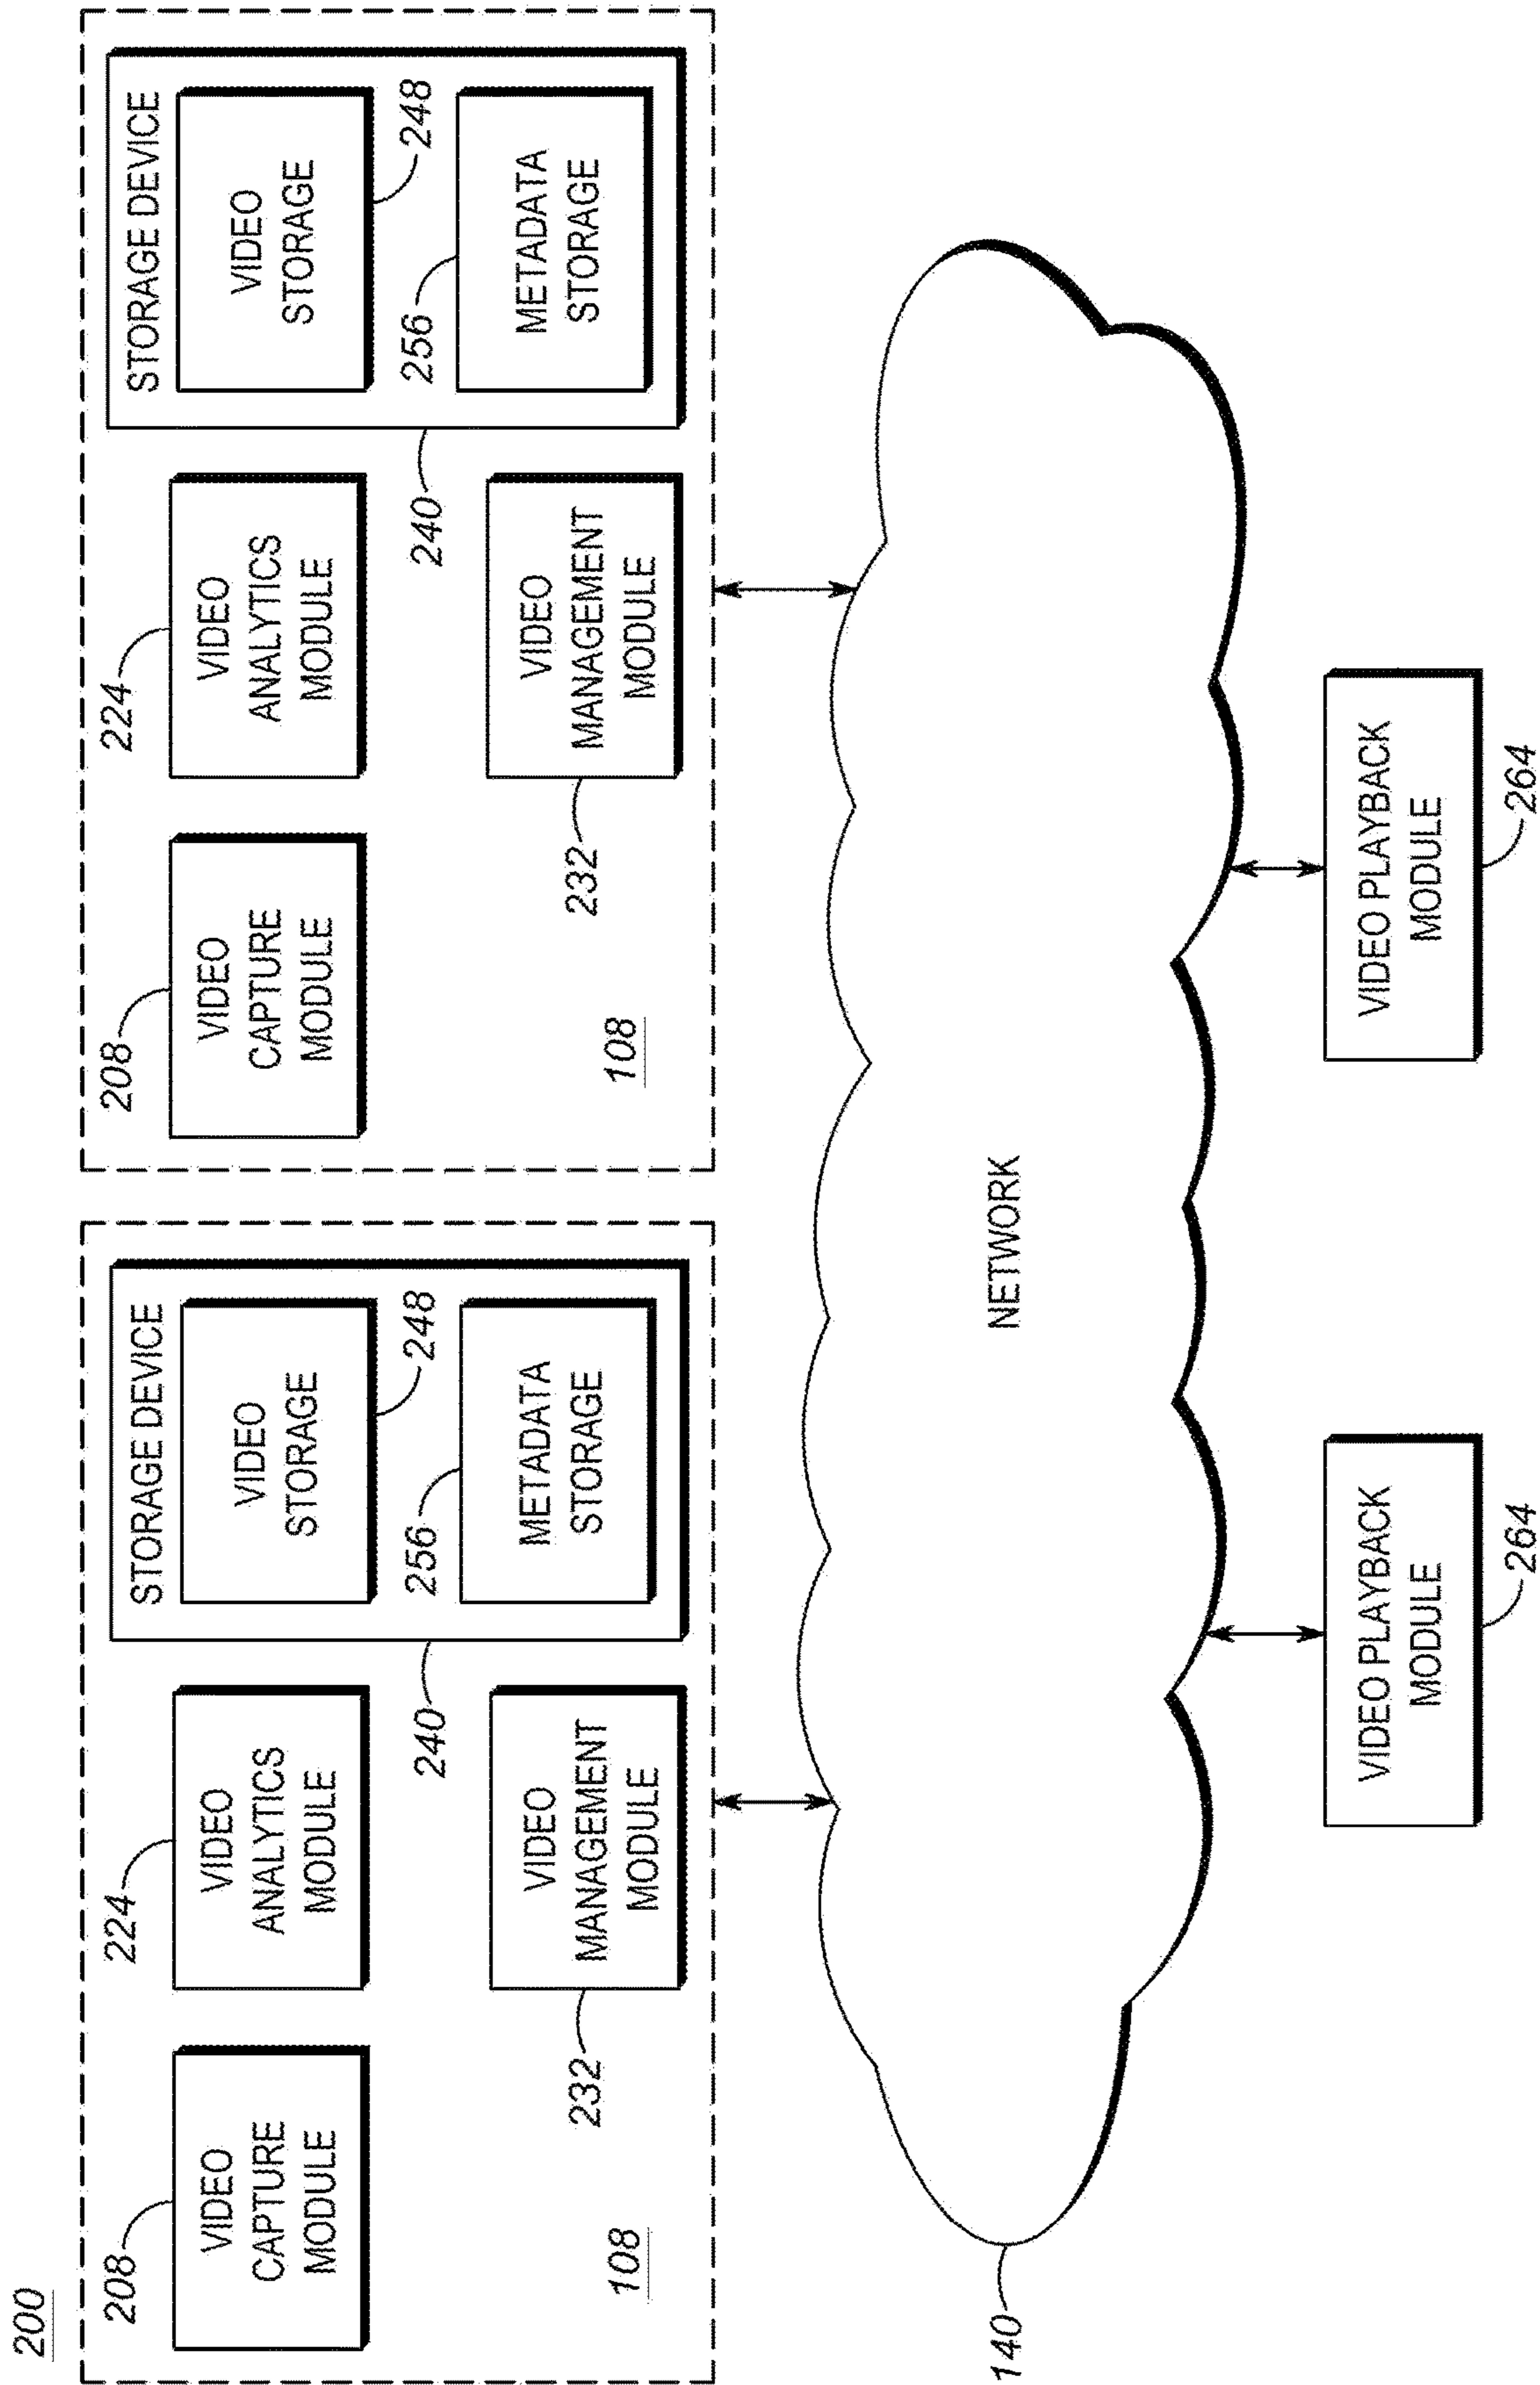 200
208
VIDEO
CAPTURE
MODULE
224
VIDEO
ANALYTICS
MODULE
STORAGE DEVICE
VIDEO
STORAGE
248
240
256
METADATA
STORAGE
232
VIDEO
MANAGEMENT
MODULE
108
208
VIDEO
CAPTURE
MODULE
224
VIDEO
ANALYTICS
MODULE
STORAGE DEVICE
VIDEO
STORAGE
248
240
256
METADATA
STORAGE
232
VIDEO
MANAGEMENT
MODULE
108
140
NETWORK
VIDEO PLAYBACK
MODULE
264
VIDEO PLAYBACK
MODULE
264